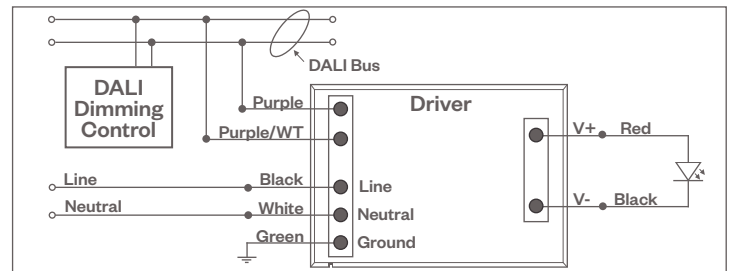 DALI Bus
DALI
Dimming
Control
Driver
Purple
Purple/WT
V+ Red
Line Black Line
Neutral White Neutral
V- Black
Green Ground